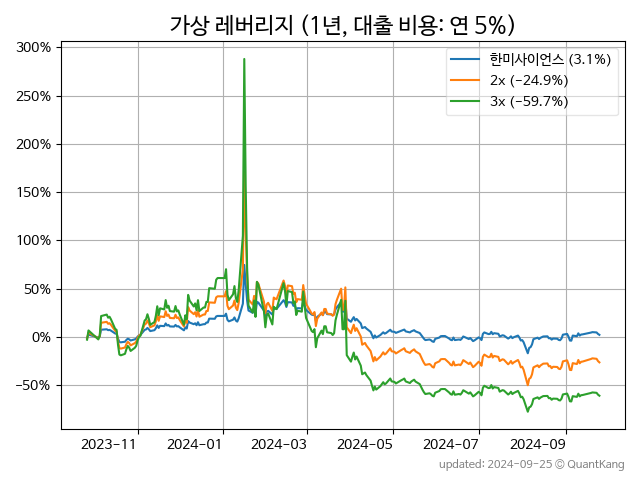 가상 레버리지 (1년, 대출 비용: 연 5%)
한미사이언스 (3.1%)
2x (−24.9%)
3x (−59.7%)
300%
250%
200%
150%
100%
50%
0%
−50%
2023-11
2024-01
2024-03
2024-05
2024-07
2024-09
updated: 2024-09-25 © QuantKang